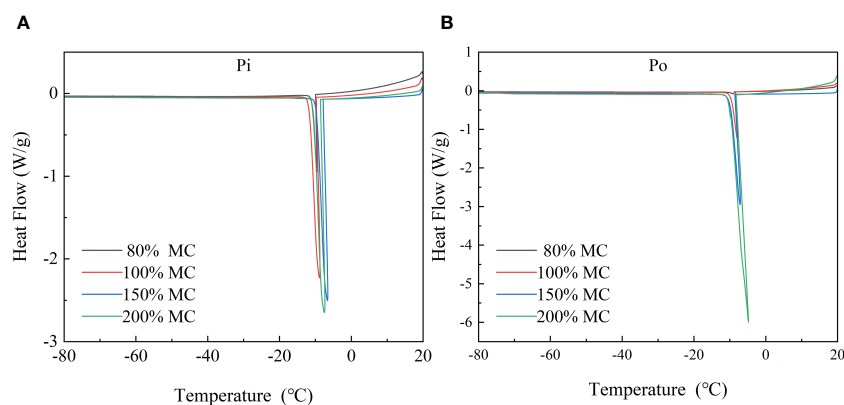 A
Pi
Heat Flow (W/g)
0
-1
-2
-3
80% MC
100% MC
150% MC
200% MC
-80
-60
-40
-20
0
20
Temperature (℃)
B
Po
Heat Flow (W/g)
1
0
-1
-2
-3
-4
-5
-6
80% MC
100% MC
150% MC
200% MC
-80
-60
-40
-20
0
20
Temperature (℃)